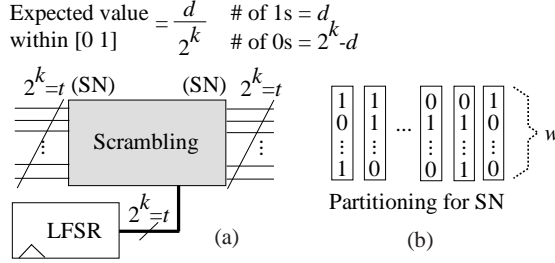 Expected value within [0 1] = d / 2^k
# of 1s = d
# of 0s = 2^k-d
2^k=t (SN) (SN) 2^k=t
Scrambling
LFSR
2^k=t
(a)
1 1 0 0 1
0 1 ... 1 1 0
⋮ ⋮ ⋮ ⋮ ⋮
1 0 0 1 0
w
Partitioning for SN
(b)